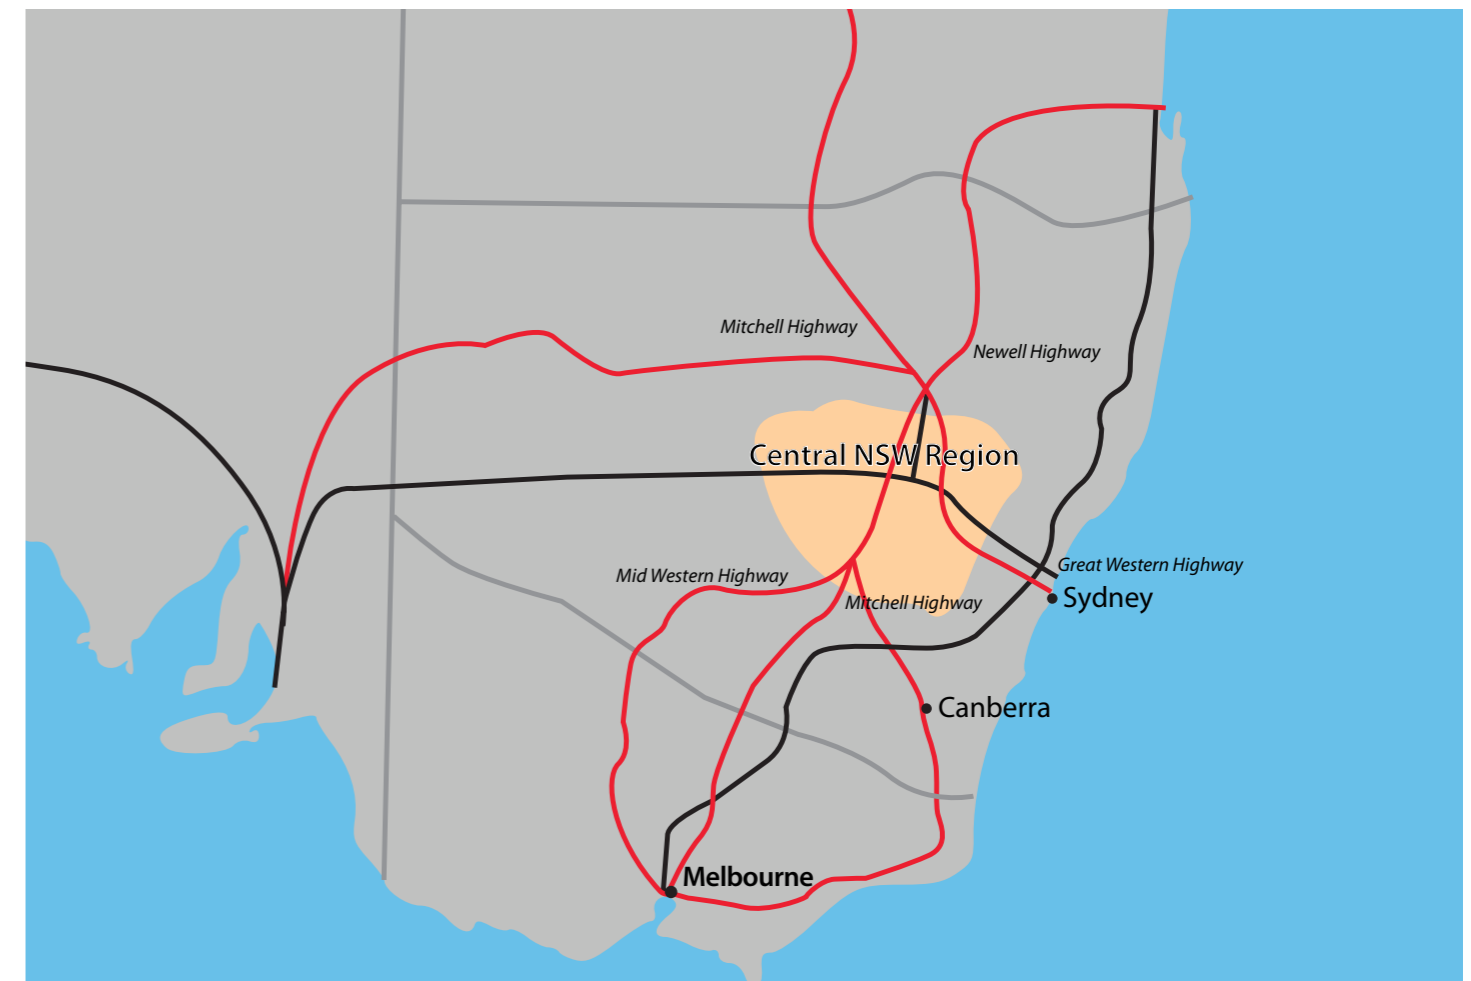 Mitchell Highway
Newell Highway
Central NSW Region
Great Western Highway
Mid Western Highway
Sydney
Mitchell Highway
Canberra
Melbourne